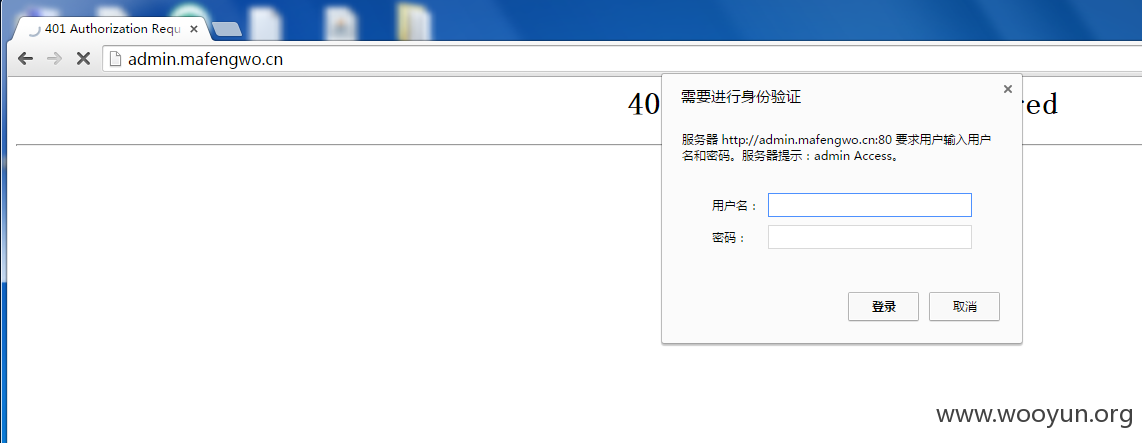 401 Authorization Requ
admin.mafengwo.cn
40
red
需要进行身份验证
服务器 http://admin.mafengwo.cn:80 要求用户输入用户
名和密码。服务器提示：admin Access。
用户名：
密码：
登录
取消
www.wooyun.org